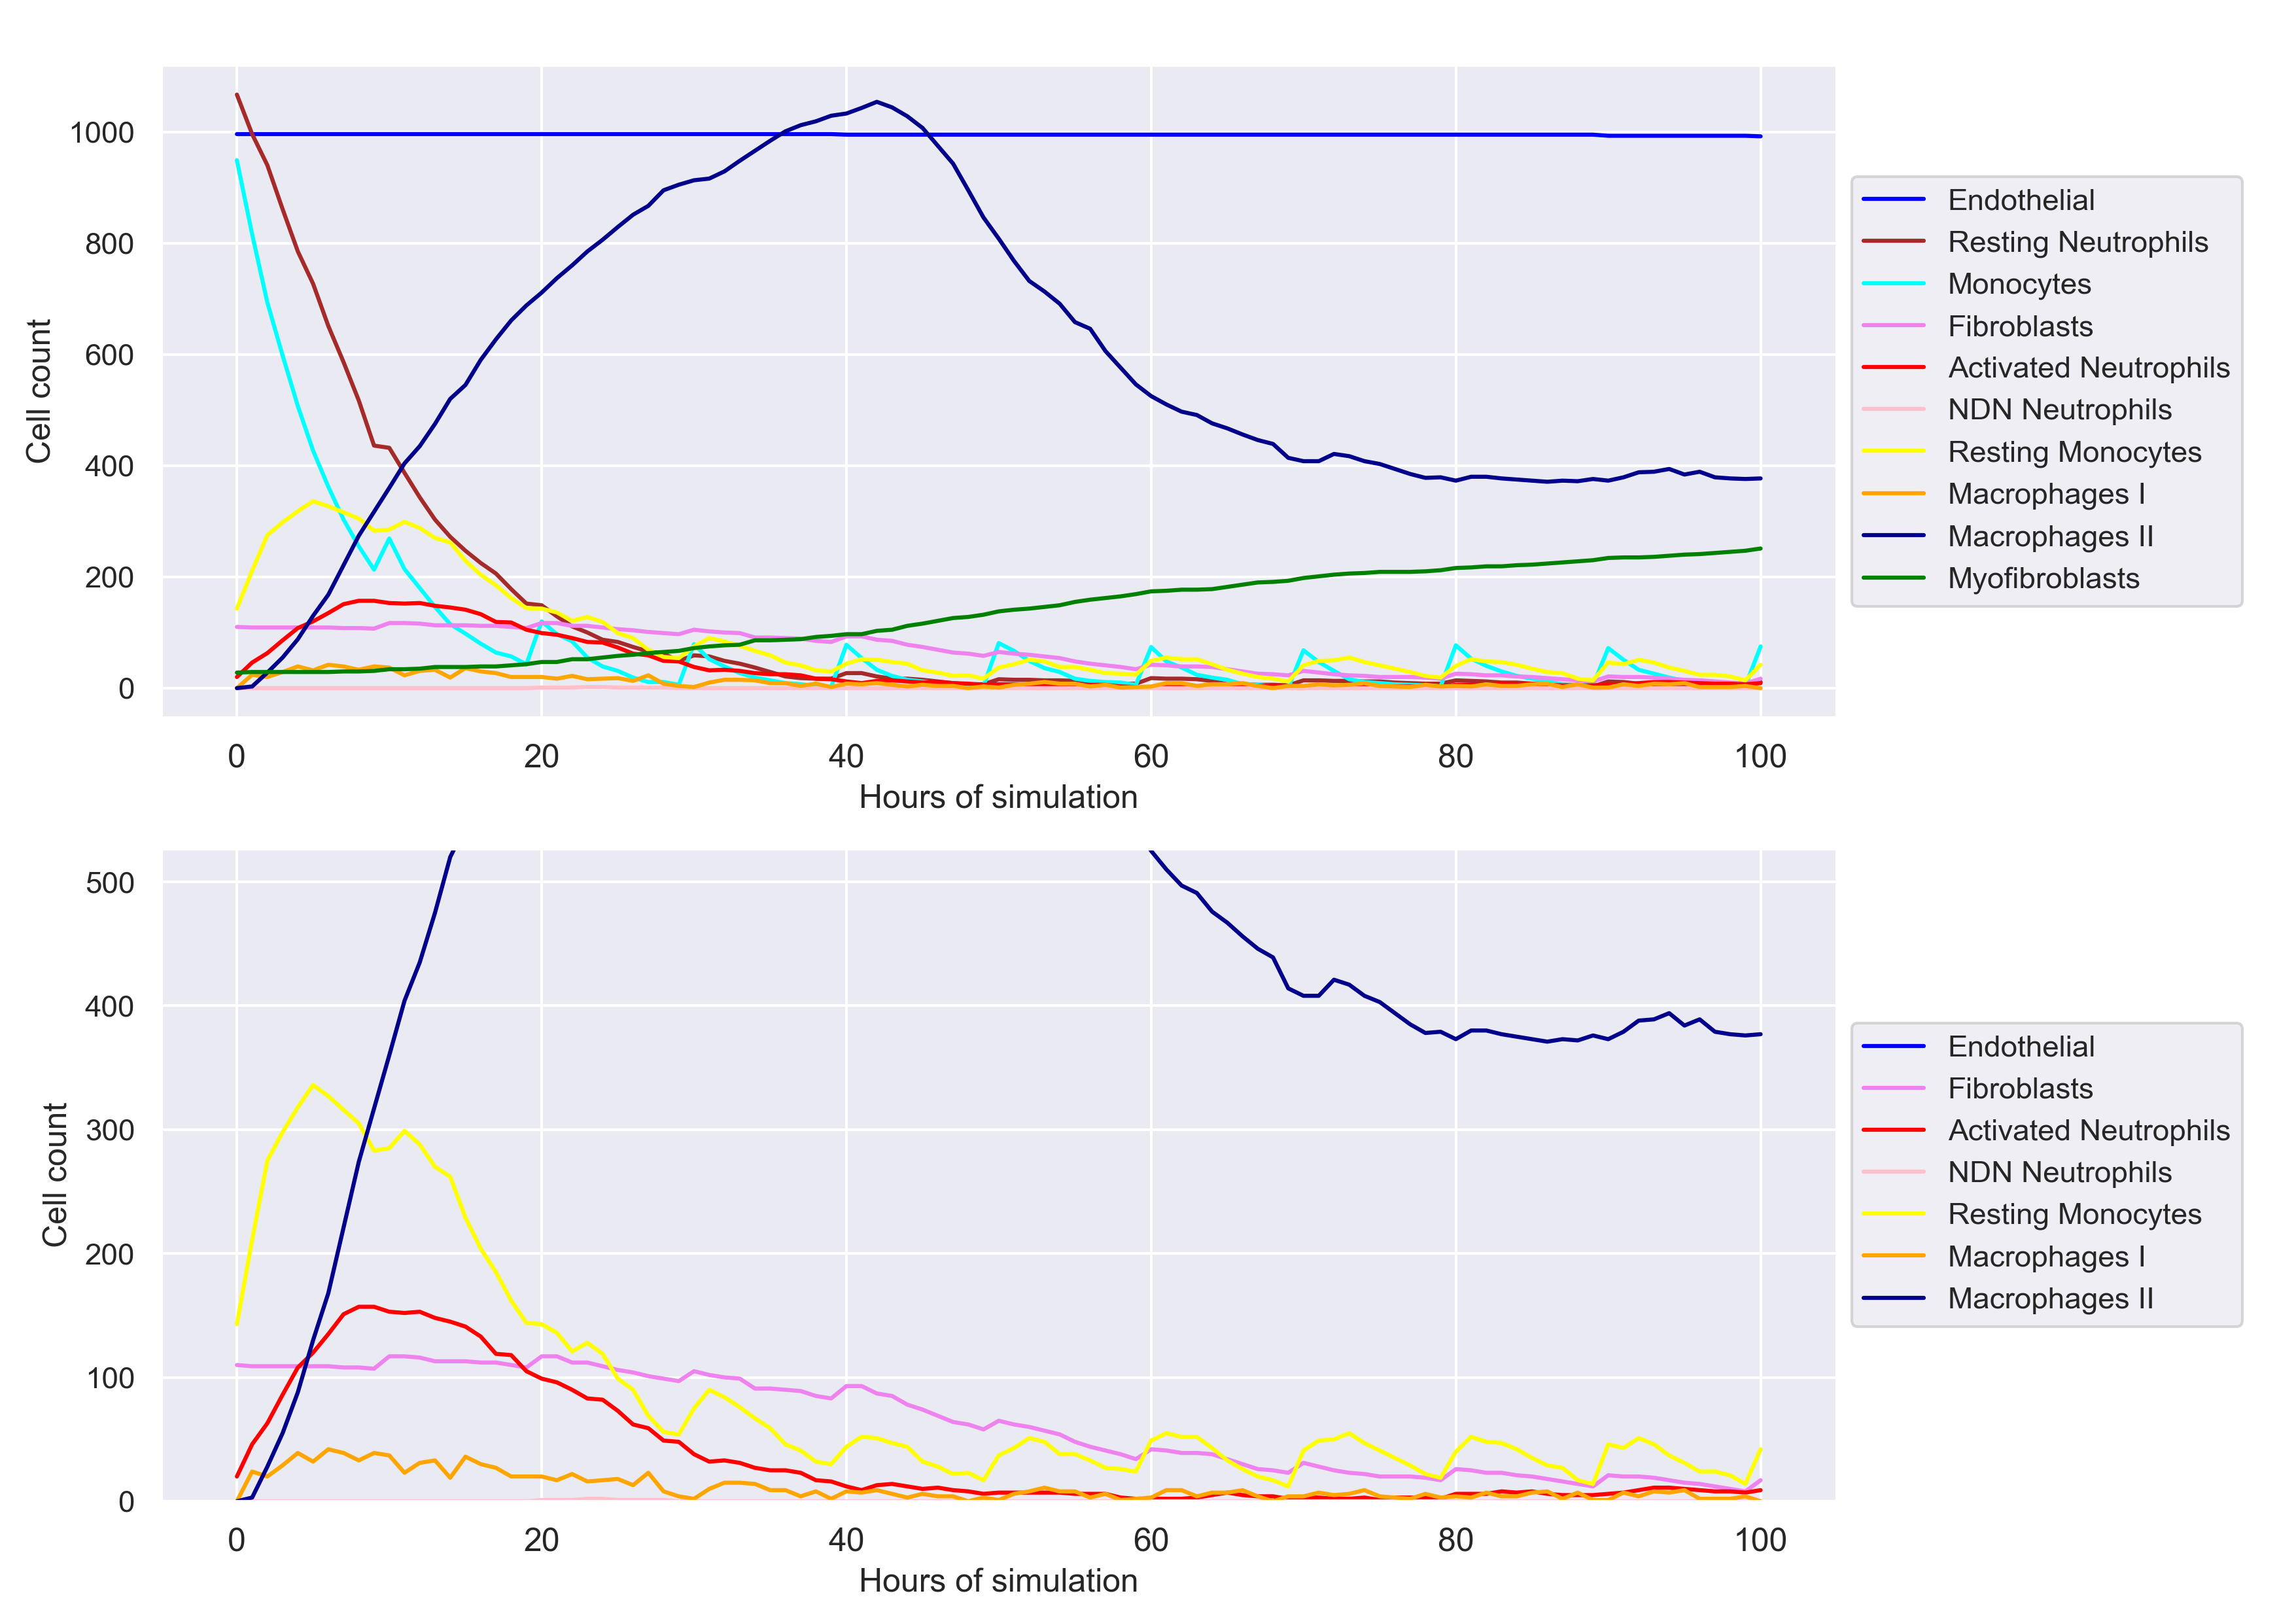 1000
800
600
400
200
0
Cell count
0 20 40 60 80 100
Hours of simulation
Endothelial
Resting Neutrophils
Monocytes
Fibroblasts
Activated Neutrophils
NDN Neutrophils
Resting Monocytes
Macrophages I
Macrophages II
Myofibroblasts
500
400
300
200
100
0
Cell count
0 20 40 60 80 100
Hours of simulation
Endothelial
Fibroblasts
Activated Neutrophils
NDN Neutrophils
Resting Monocytes
Macrophages I
Macrophages II